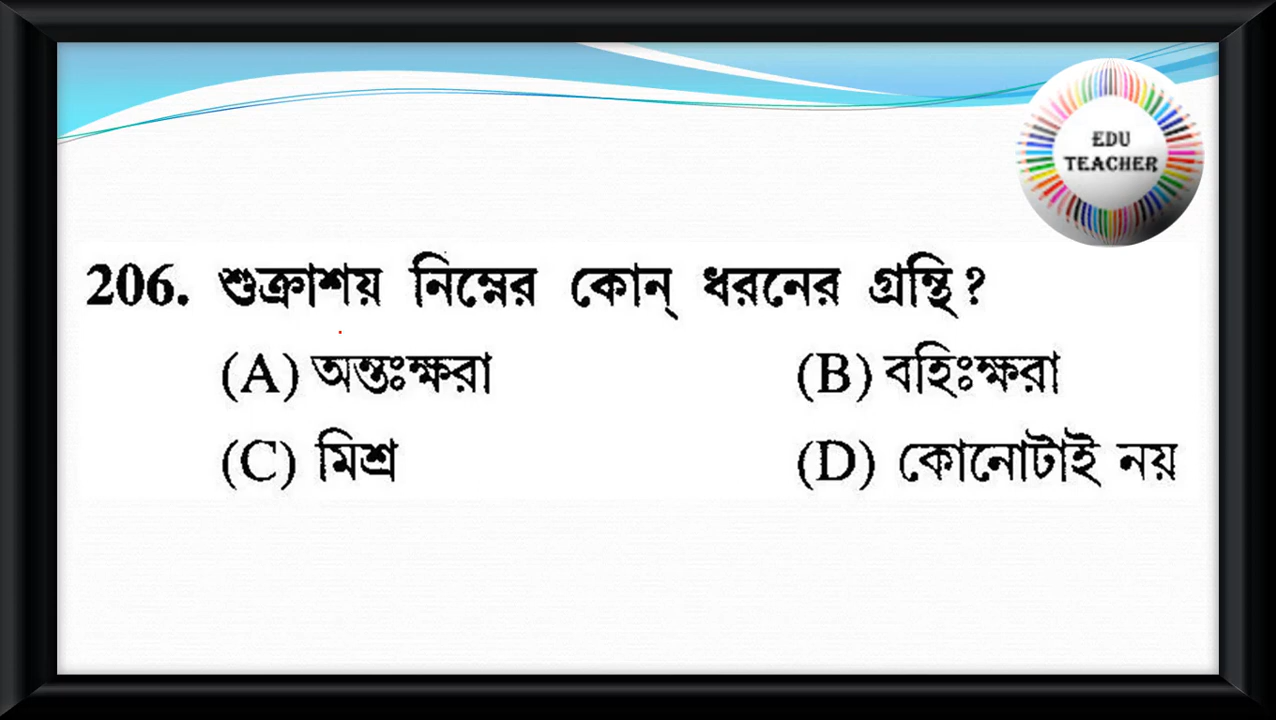 EDU
TEACHER
206. শুক্রাশয় নিম্নের কোন্ ধরনের গ্রন্থি?
(A) অন্তঃক্ষরা (B) বহিঃক্ষরা
(C) মিশ্র (D) কোনোটাই নয়